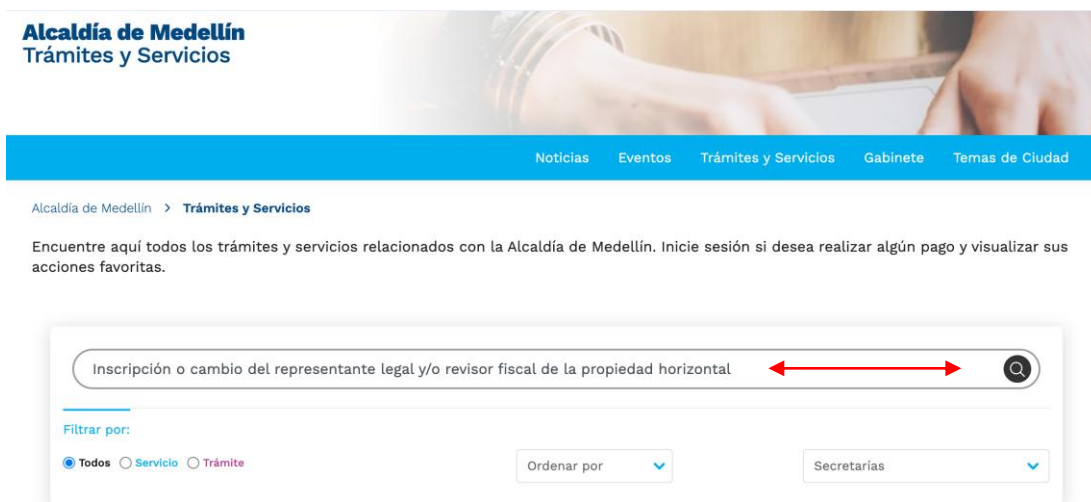 Alcaldía de Medellín
Trámites y Servicios
Noticias Eventos Trámites y Servicios Gabinete Temas de Ciudad
Alcaldía de Medellín > Trámites y Servicios
Encuentre aquí todos los trámites y servicios relacionados con la Alcaldía de Medellín. Inicie sesión si desea realizar algún pago y visualizar sus
acciones favoritas.
Inscripción o cambio del representante legal y/o revisor fiscal de la propiedad horizontal
Filtrar por:
Todos Servicio Trámite Ordenar por Secretarías